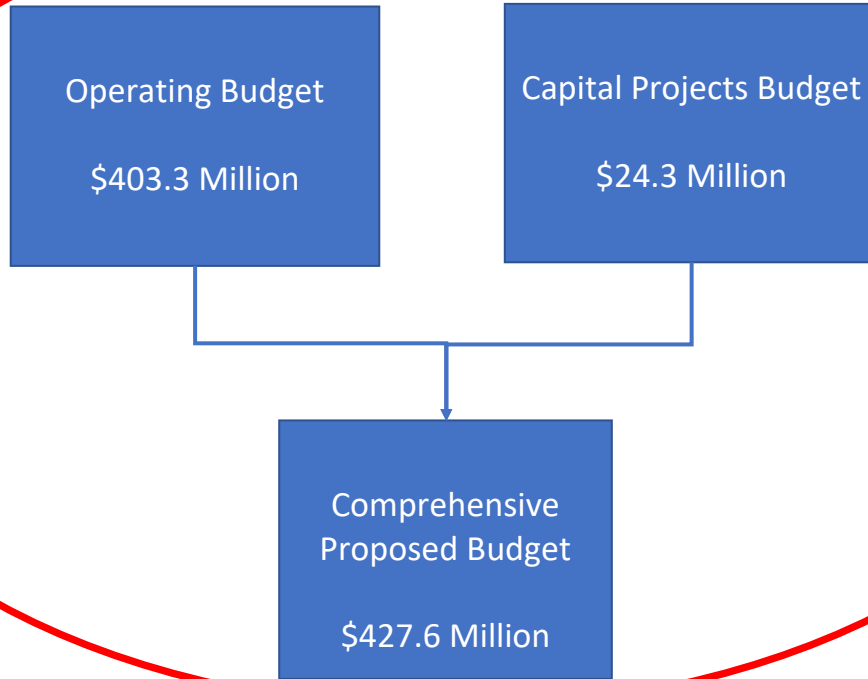 Operating Budget
$403.3 Million
Capital Projects Budget
$24.3 Million
Comprehensive
Proposed Budget
$427.6 Million